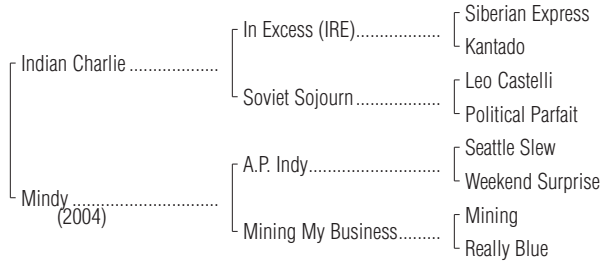 Siberian Express
In Excess (IRE)..................
Kantado
Indian Charlie ...................
Leo Castelli
Soviet Sojourn ..................
Political Parfait
Seattle Slew
A.P. Indy............................
Weekend Surprise
Mindy ...............................
(2004)
Mining
Mining My Business.........
Really Blue